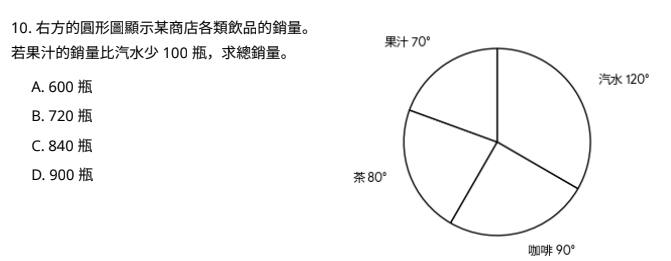 10. 右方的圓形圖顯示某商店各類飲品的銷量。
若果汁的銷量比汽水少 100 瓶，求總銷量。
A. 600 瓶
B. 720 瓶
C. 840 瓶
D. 900 瓶
果汁 70°
汽水 120°
茶 80°
咖啡 90°